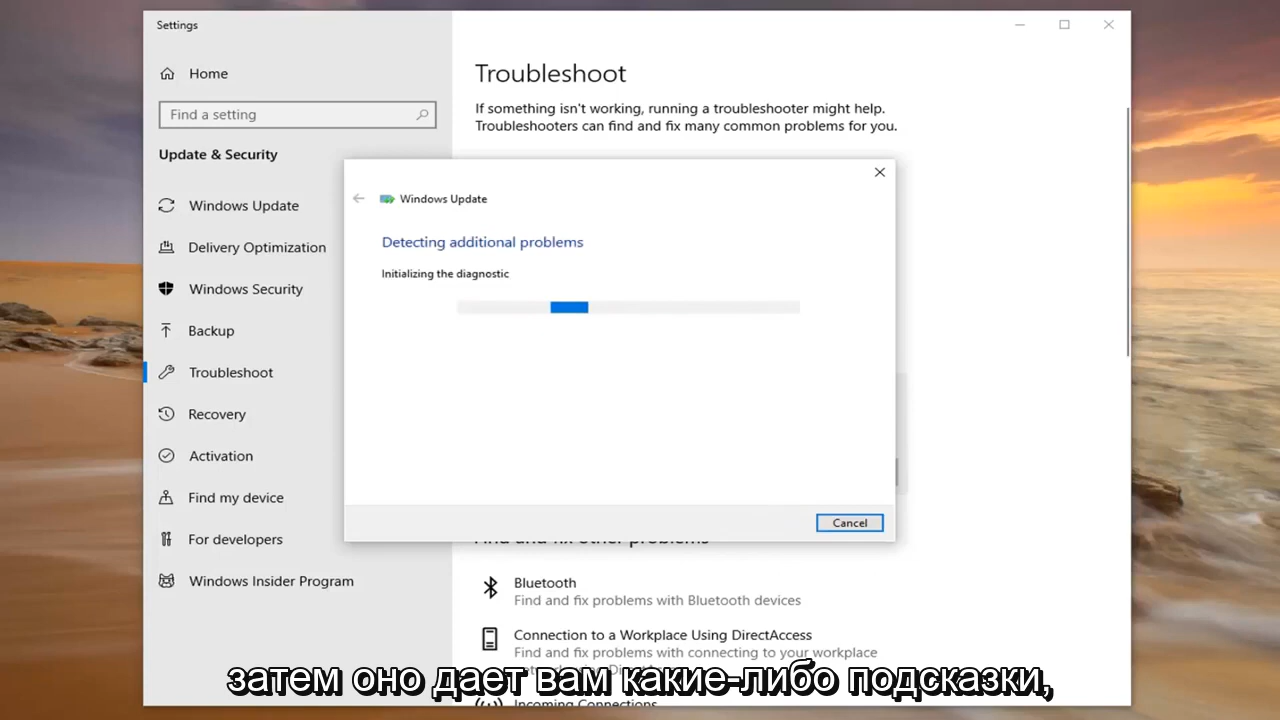 Settings
Home
Find a setting
Update & Security
Windows Update
Delivery Optimization
Windows Security
Backup
Troubleshoot
Recovery
Activation
Find my device
For developers
Windows Insider Program
Troubleshoot
If something isn't working, running a troubleshooter might help.
Troubleshooters can find and fix many common problems for you.
Windows Update
Detecting additional problems
Initializing the diagnostic
Cancel
Find and fix other problems
Bluetooth
Find and fix problems with Bluetooth devices
Connection to a Workplace Using DirectAccess
Find and fix problems with connecting to your workplace
затем оно дает вам какие-либо подсказки,
Incoming Connections